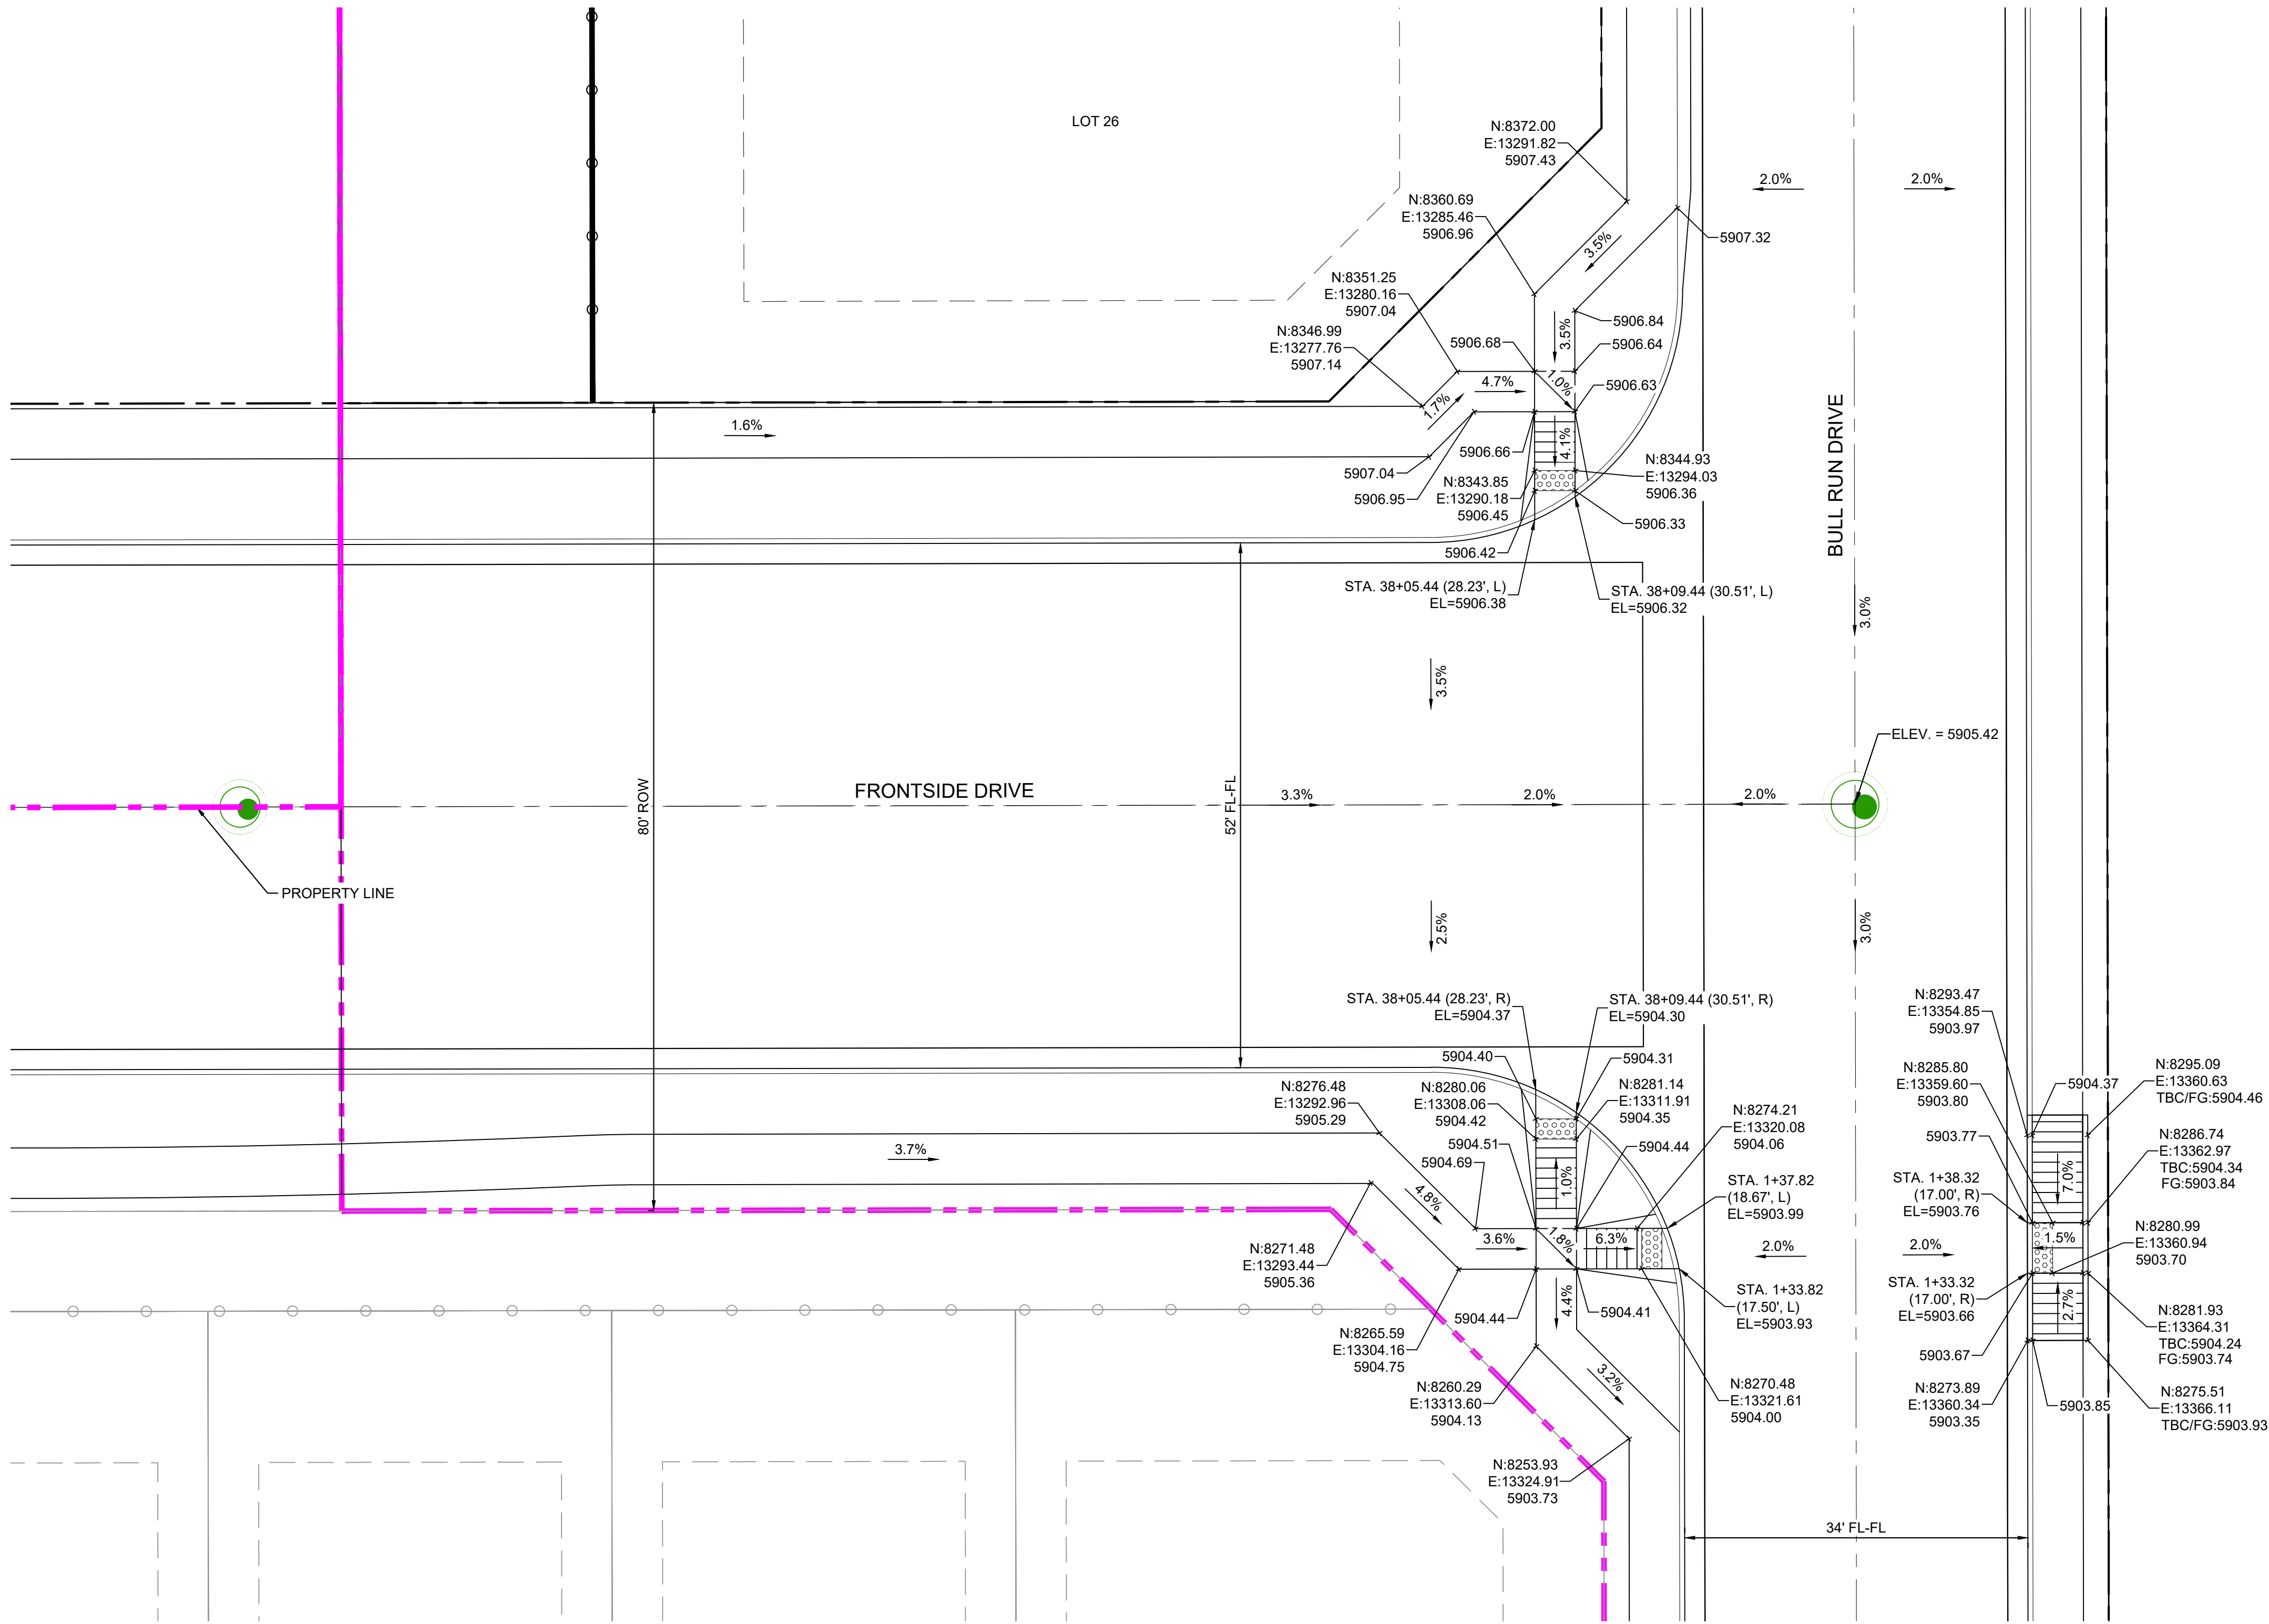 LOT 26
N:8372.00
E:13291.82
5907.43
2.0%
2.0%
N:8360.69
E:13285.46
5906.96
3.5%
5907.32
N:8351.25
E:13280.16
5907.04
3.5%
5906.84
N:8346.99
E:13277.76
5907.14
5906.68
5906.64
4.7%
1.0%
5906.63
1.7%
1.6%
4.1%
5906.66
5907.04
5906.95
N:8343.85
E:13290.18
5906.45
N:8344.93
E:13294.03
5906.36
5906.33
5906.42
STA. 38+05.44 (28.23', L)
EL=5906.38
STA. 38+09.44 (30.51', L)
EL=5906.32
BULL RUN DRIVE
3.0%
3.5%
ELEV. = 5905.42
80' ROW
FRONTSIDE DRIVE
52' FL-FL
3.3%
2.0%
2.0%
PROPERTY LINE
2.5%
3.0%
STA. 38+05.44 (28.23', R)
EL=5904.37
STA. 38+09.44 (30.51', R)
EL=5904.30
N:8293.47
E:13354.85
5903.97
5904.40
5904.31
N:8276.48
E:13292.96
5905.29
N:8280.06
E:13308.06
5904.42
N:8281.14
E:13311.91
5904.35
N:8274.21
E:13320.08
5904.06
N:8285.80
E:13359.60
5903.80
5904.37
N:8295.09
E:13360.63
TBC/FG:5904.46
3.7%
5904.51
5904.69
5904.44
1.0%
5903.77
N:8286.74
E:13362.97
TBC:5904.34
FG:5903.84
4.8%
STA. 1+37.82
(18.67', L)
EL=5903.99
STA. 1+38.32
(17.00', R)
EL=5903.76
7.0%
3.6%
1.8%
6.3%
2.0%
2.0%
1.5%
N:8280.99
E:13360.94
5903.70
N:8271.48
E:13293.44
5905.36
5904.44
4.4%
5904.41
STA. 1+33.82
(17.50', L)
EL=5903.93
STA. 1+33.32
(17.00', R)
EL=5903.66
2.7%
N:8281.93
E:13364.31
TBC:5904.24
FG:5903.74
N:8265.59
E:13304.16
5904.75
5903.67
3.2%
N:8260.29
E:13313.60
5904.13
N:8270.48
E:13321.61
5904.00
N:8273.89
E:13360.34
5903.35
5903.85
N:8275.51
E:13366.11
TBC/FG:5903.93
N:8253.93
E:13324.91
5903.73
34' FL-FL